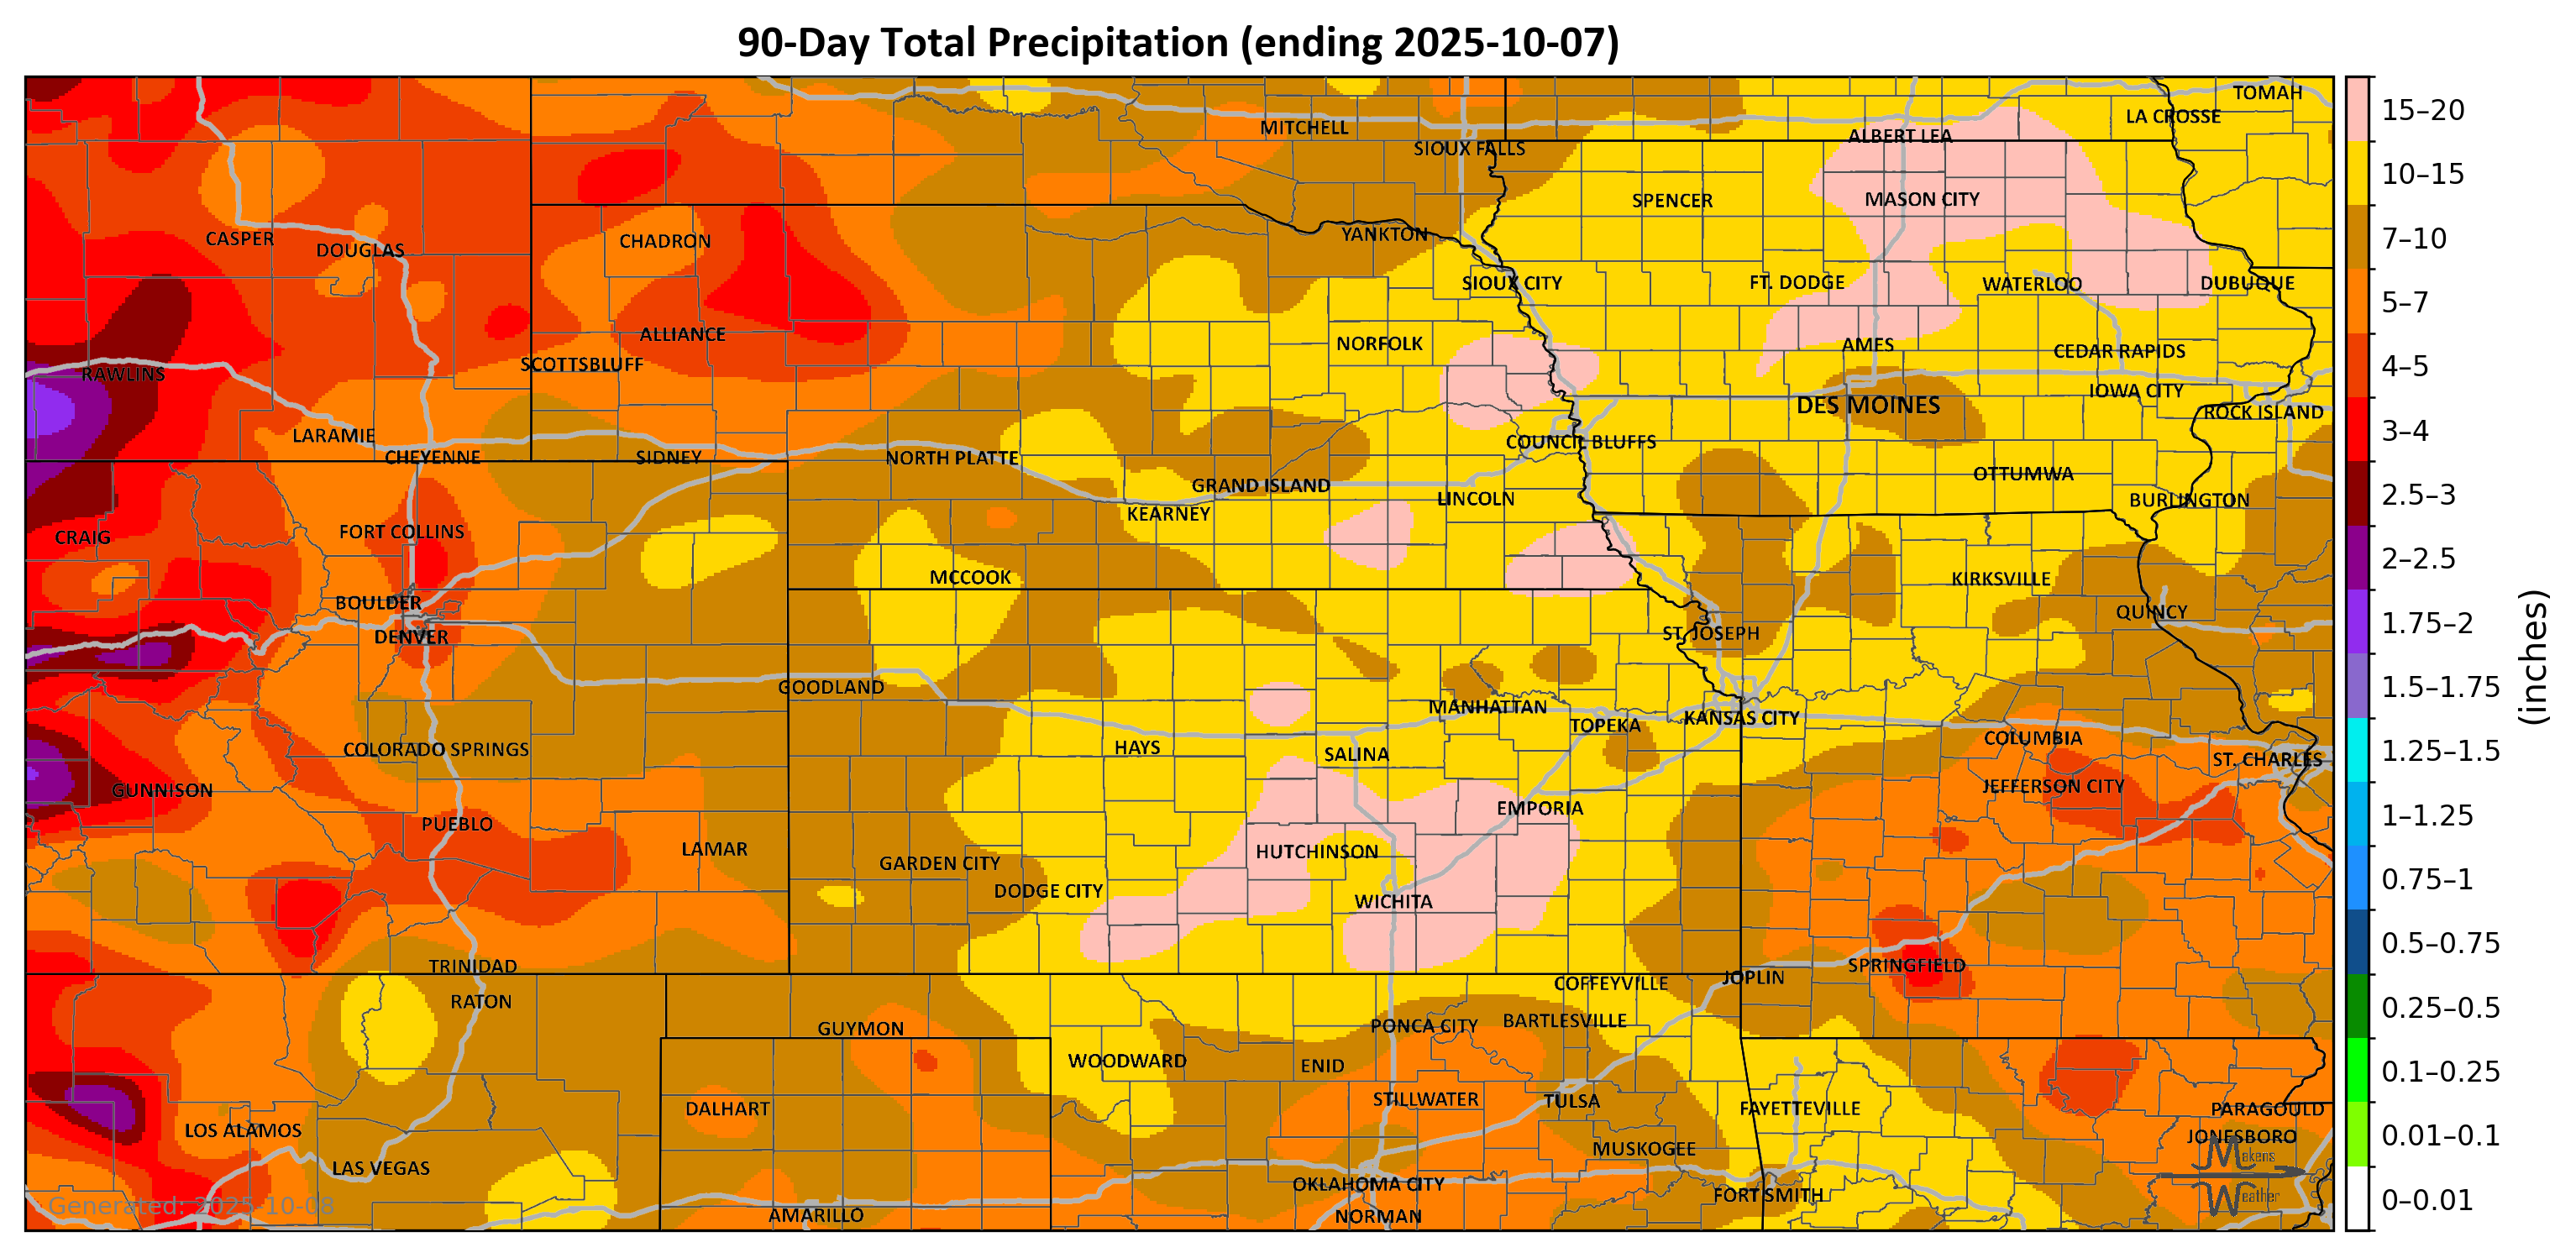 90-Day Total Precipitation (ending 2025-10-07)
TOMAH
LA CROSSE
MITCHELL
ALBERT LEA
SIOUX FALLS
SPENCER
MASON CITY
CASPER
DOUGLAS
CHADRON
YANKTON
SIOUX CITY
FT. DODGE
WATERLOO
DUBUQUE
ALLIANCE
NORFOLK
AMES
CEDAR RAPIDS
SCOTTSBLUFF
RAWLINS
IOWA CITY
DES MOINES
ROCK ISLAND
LARAMIE
COUNCIL BLUFFS
CHEYENNE
SIDNEY
NORTH PLATTE
OTTUMWA
GRAND ISLAND
LINCOLN
BURLINGTON
KEARNEY
FORT COLLINS
CRAIG
MCCOOK
KIRKSVILLE
BOULDER
QUINCY
DENVER
ST. JOSEPH
GOODLAND
MANHATTAN
KANSAS CITY
TOPEKA
COLUMBIA
COLORADO SPRINGS
HAYS
SALINA
ST. CHARLES
GUNNISON
JEFFERSON CITY
EMPORIA
PUEBLO
LAMAR
HUTCHINSON
GARDEN CITY
DODGE CITY
WICHITA
TRINIDAD
SPRINGFIELD
JOPLIN
COFFEYVILLE
RATON
GUYMON
PONCA CITY
BARTLESVILLE
WOODWARD
ENID
STILLWATER
TULSA
DALHART
FAYETTEVILLE
PARAGOULD
LOS ALAMOS
JONESBORO
MUSKOGEE
LAS VEGAS
OKLAHOMA CITY
FORT SMITH
AMARILLO
NORMAN
Generated: 2025-10-08
Makens
Weather
15–20
10–15
7–10
5–7
4–5
3–4
2.5–3
2–2.5
1.75–2
1.5–1.75
1.25–1.5
1–1.25
0.75–1
0.5–0.75
0.25–0.5
0.1–0.25
0.01–0.1
0–0.01
(inches)